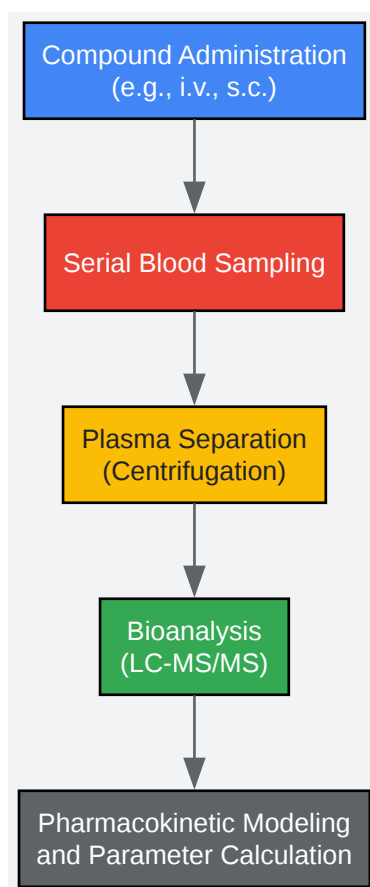 Compound Administration
(e.g., i.v., s.c.)
Serial Blood Sampling
Plasma Separation
(Centrifugation)
Bioanalysis
(LC-MS/MS)
Pharmacokinetic Modeling
and Parameter Calculation